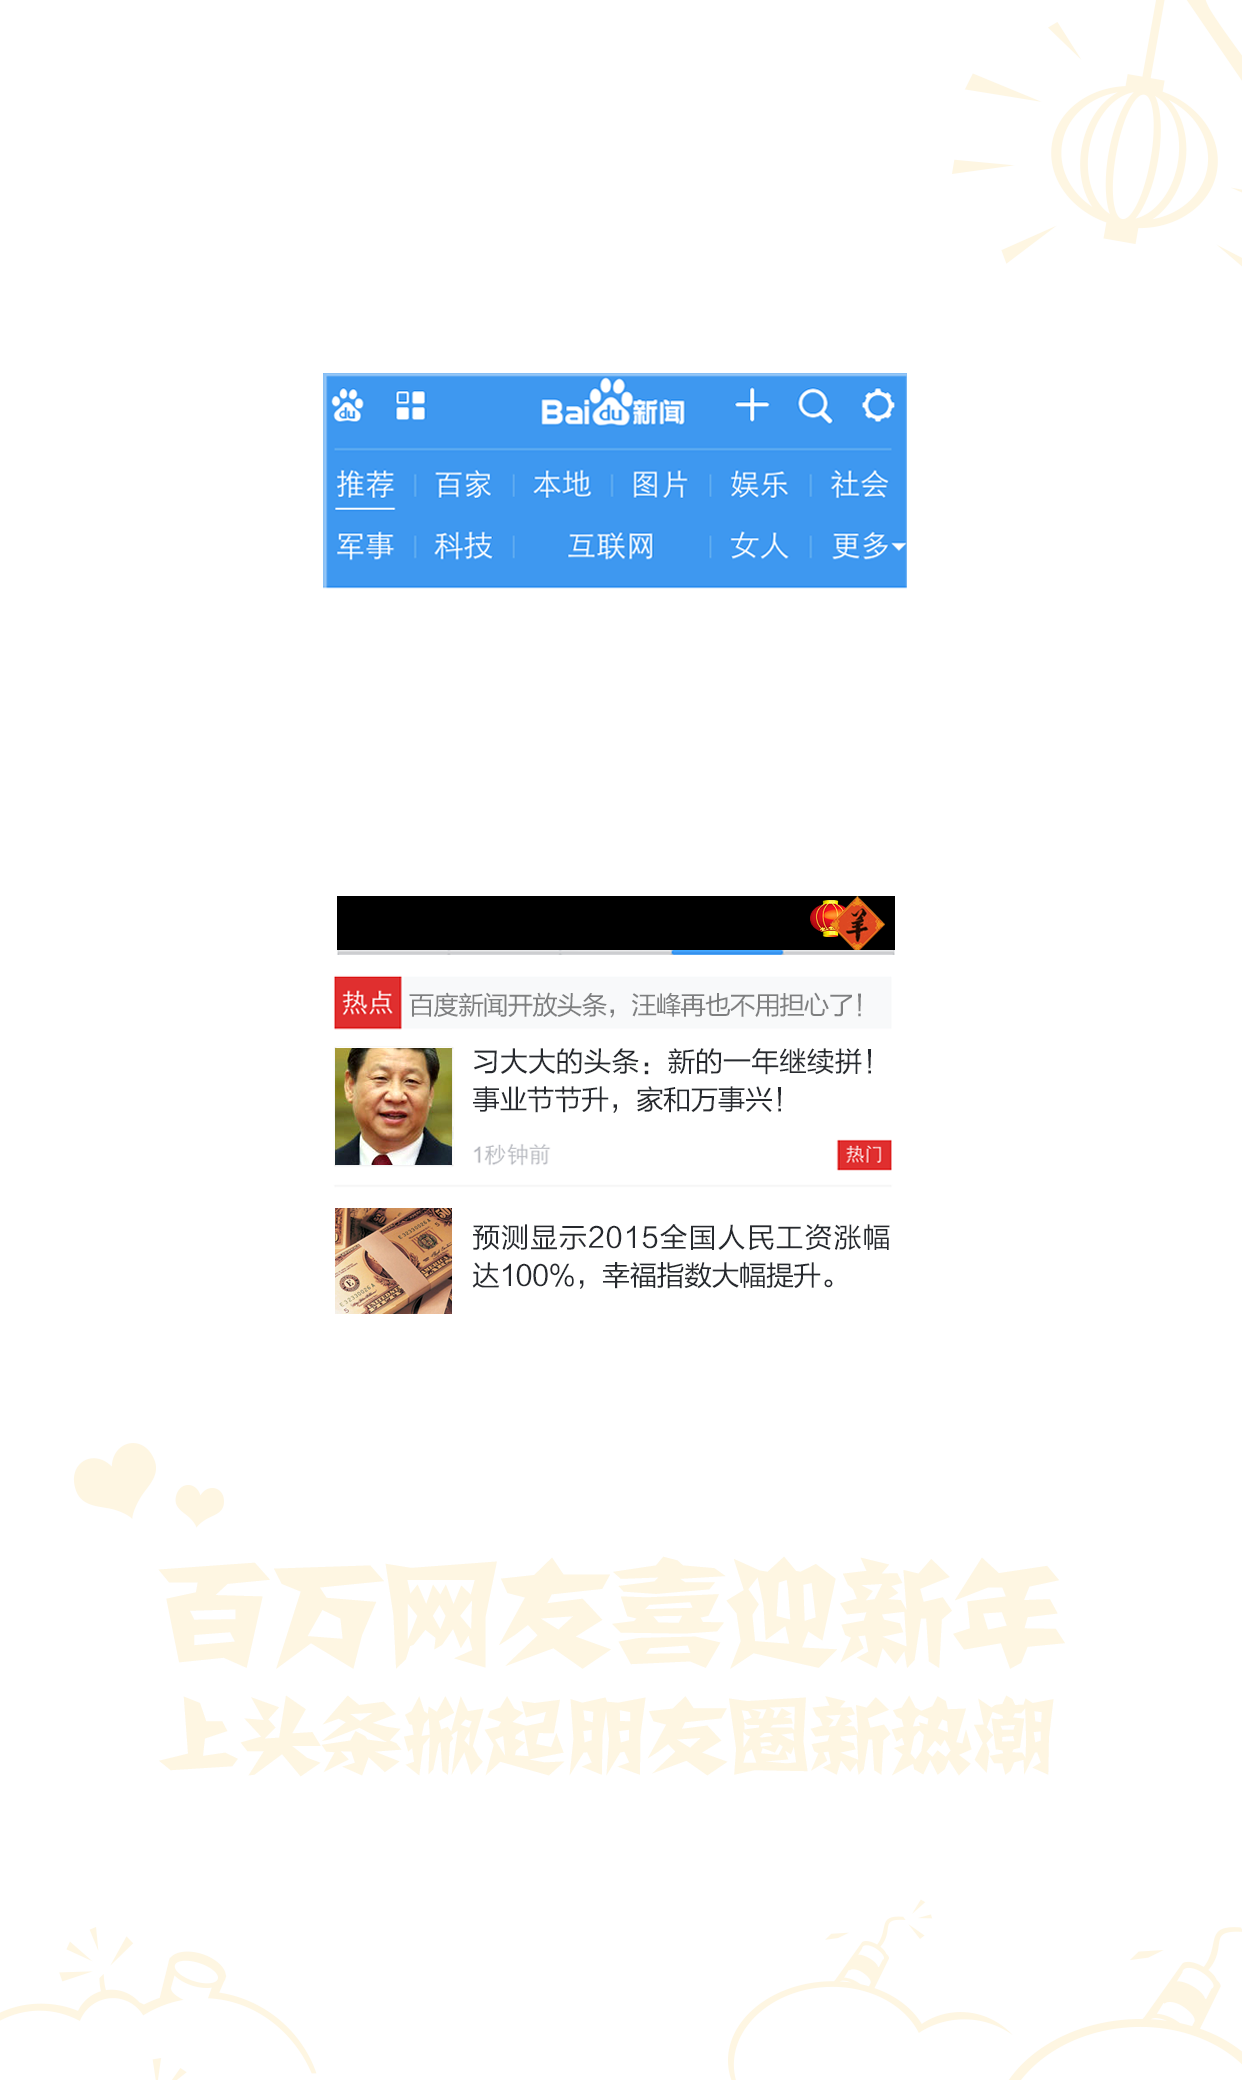 du Baidu新闻
推荐 百家 本地 图片 娱乐 社会
军事 科技 互联网 女人 更多
羊
热点 百度新闻开放头条，汪峰再也不用担心了！
习大大的头条：新的一年继续拼！
事业节节升，家和万事兴！
1秒钟前 热门
预测显示2015全国人民工资涨幅
达100%，幸福指数大幅提升。
百万网友喜迎新年
上头条掀起朋友圈新热潮